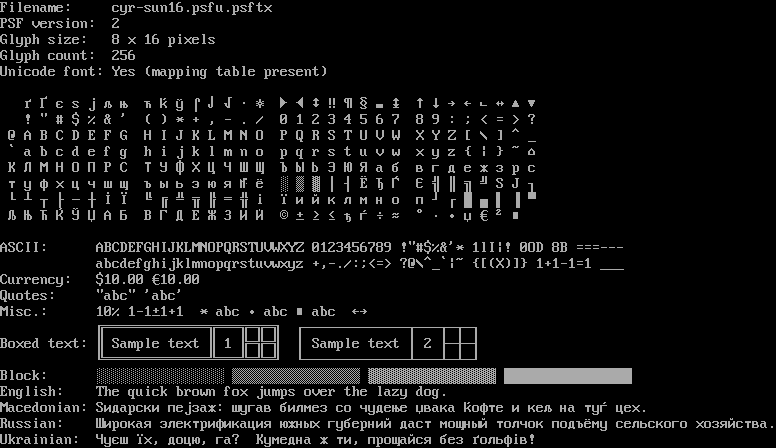 Filename: cyr-sun16.psfu.psftx
PSF version: 2
Glyph size: 8 x 16 pixels
Glyph count: 256
Unicode font: Yes (mapping table present)
! " # $ % & ' ( ) * + , - . / 0 1 2 3 4 5 6 7 8 9 : ; < = > ?
@ A B C D E F G H I J K L M N O P Q R S T U V W X Y Z [ \ ] ^ _
` a b c d e f g h i j k l m n o p q r s t u v w x y z { ¦ } ~ ⌂
К Л М Н О П Р С Т У Ф Х Ц Ч Ш Щ Ъ Ы Ь Э Ю Я а б в г д е ж з р с
т у ф х ц ч ш щ ъ ы ь э ю я ґ ё ░ ▒ ▓ │ ┤ Ё Ђ Ѓ Є ╣ ║ ╗ ╝ Ѕ Ј ┐
└ ┴ ┬ ├ ─ ┼ І Ї ╚ ╔ ╩ ╦ ╠ ═ ╬ і ї и й к л м н о п ┘ ┌ █ ▄ ▌ ▐ ▀
Љ Њ Ќ Ў Џ А Б В Г Д Е Ж З И Й © ± ≥ ≤ ђ ѓ ÷ ≈ ° ∙ · џ € ² ■
ASCII: ABCDEFGHIJKLMNOPQRSTUVWXYZ 0123456789 !"#$%&'* 1lI¦! 0OD 8B ===---
abcdefghijklmnopqrstuvwxyz +,-./:;<=> ?@\^_`¦~ {[(X)]} 1+1-1=1 ___
Currency: $10.00 €10.00
Quotes: "abc" 'abc'
Misc.: 10% 1-1±1+1 * abc • abc ■ abc ↔
Boxed text: Sample text 1 Sample text 2
Block: ░ ▒ ▓ █
English: The quick brown fox jumps over the lazy dog.
Macedonian: Ѕидарски пејзаж: шугав билмез со чудење џвака ќофте и кељ на туѓ цех.
Russian: Широкая электрификация южных губерний даст мощный толчок подъёму сельского хозяйства.
Ukrainian: Чуєш їх, доцю, га? Кумедна ж ти, прощайся без ґольфів!